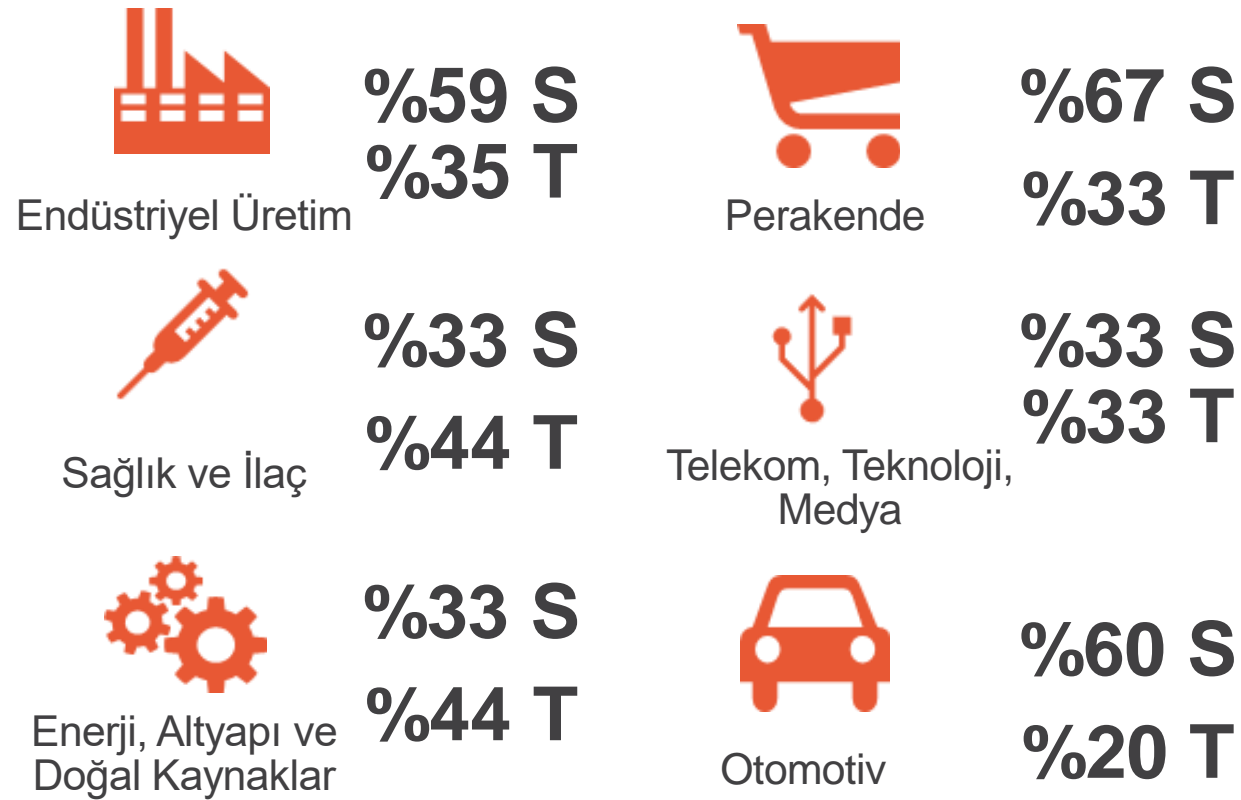 %59 S
%35 T
Endüstriyel Üretim
%67 S
%33 T
Perakende
%33 S
%44 T
Sağlık ve İlaç
%33 S
%33 T
Telekom, Teknoloji,
Medya
%33 S
%44 T
Enerji, Altyapı ve
Doğal Kaynaklar
%60 S
%20 T
Otomotiv